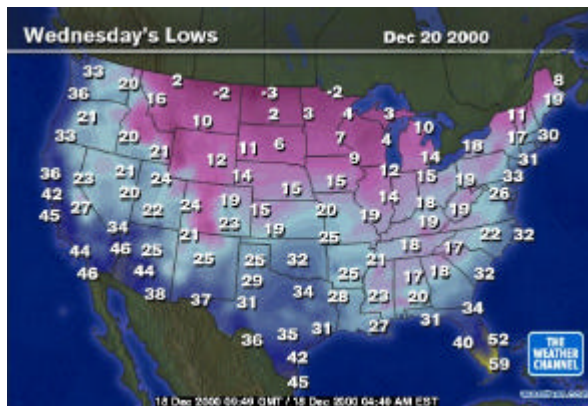 Wednesday's Lows Dec 20 2000
33 20 2 -2 -3 -2 8
36 16 2 3 4 3 19
21 10 10 11
33 20 11 6 7 4 17 30
21 12 9 14 18 31
36 23 21 24 14 15 15 12 15 19 33
42 20 19 14 18 26
45 27 22 24 23 15 20 19 19 19
34 21 19 25 22 32
44 46 25 25 25 32 21 18 17
46 44 29 25 17 18 32
38 37 31 34 28 23 20 34
36 35 31 27 31
42 40 52
45 59
THE
WEATHER
CHANNEL
weather.com
18 Dec 2000 09:49 GMT / 18 Dec 2000 04:49 AM EST